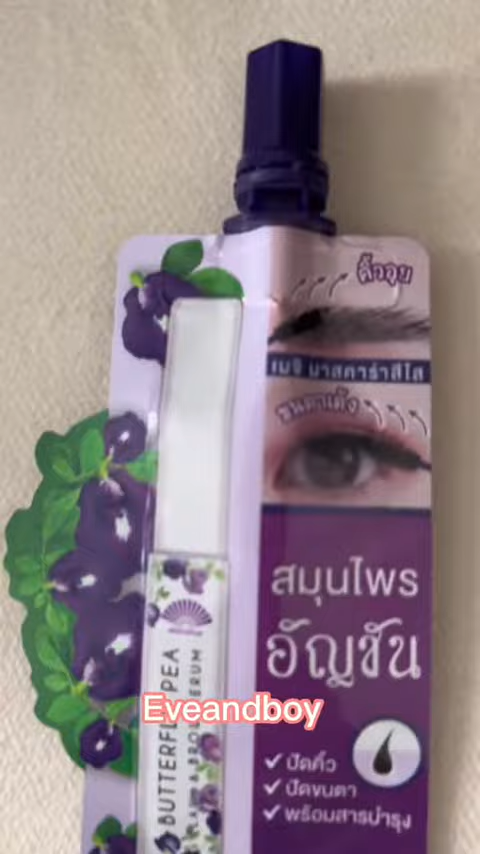 คิ้วฉุย
เมจิ มาสคาร่าสีใส
ขนตาเด้ง
สมุนไพร
อัญชัน
BUTTERFLY PEA
LASH & BROW SERUM
Eveandboy
✓ ปัดคิ้ว
✓ ปัดขนตา
✓ พร้อมสารบำรุง